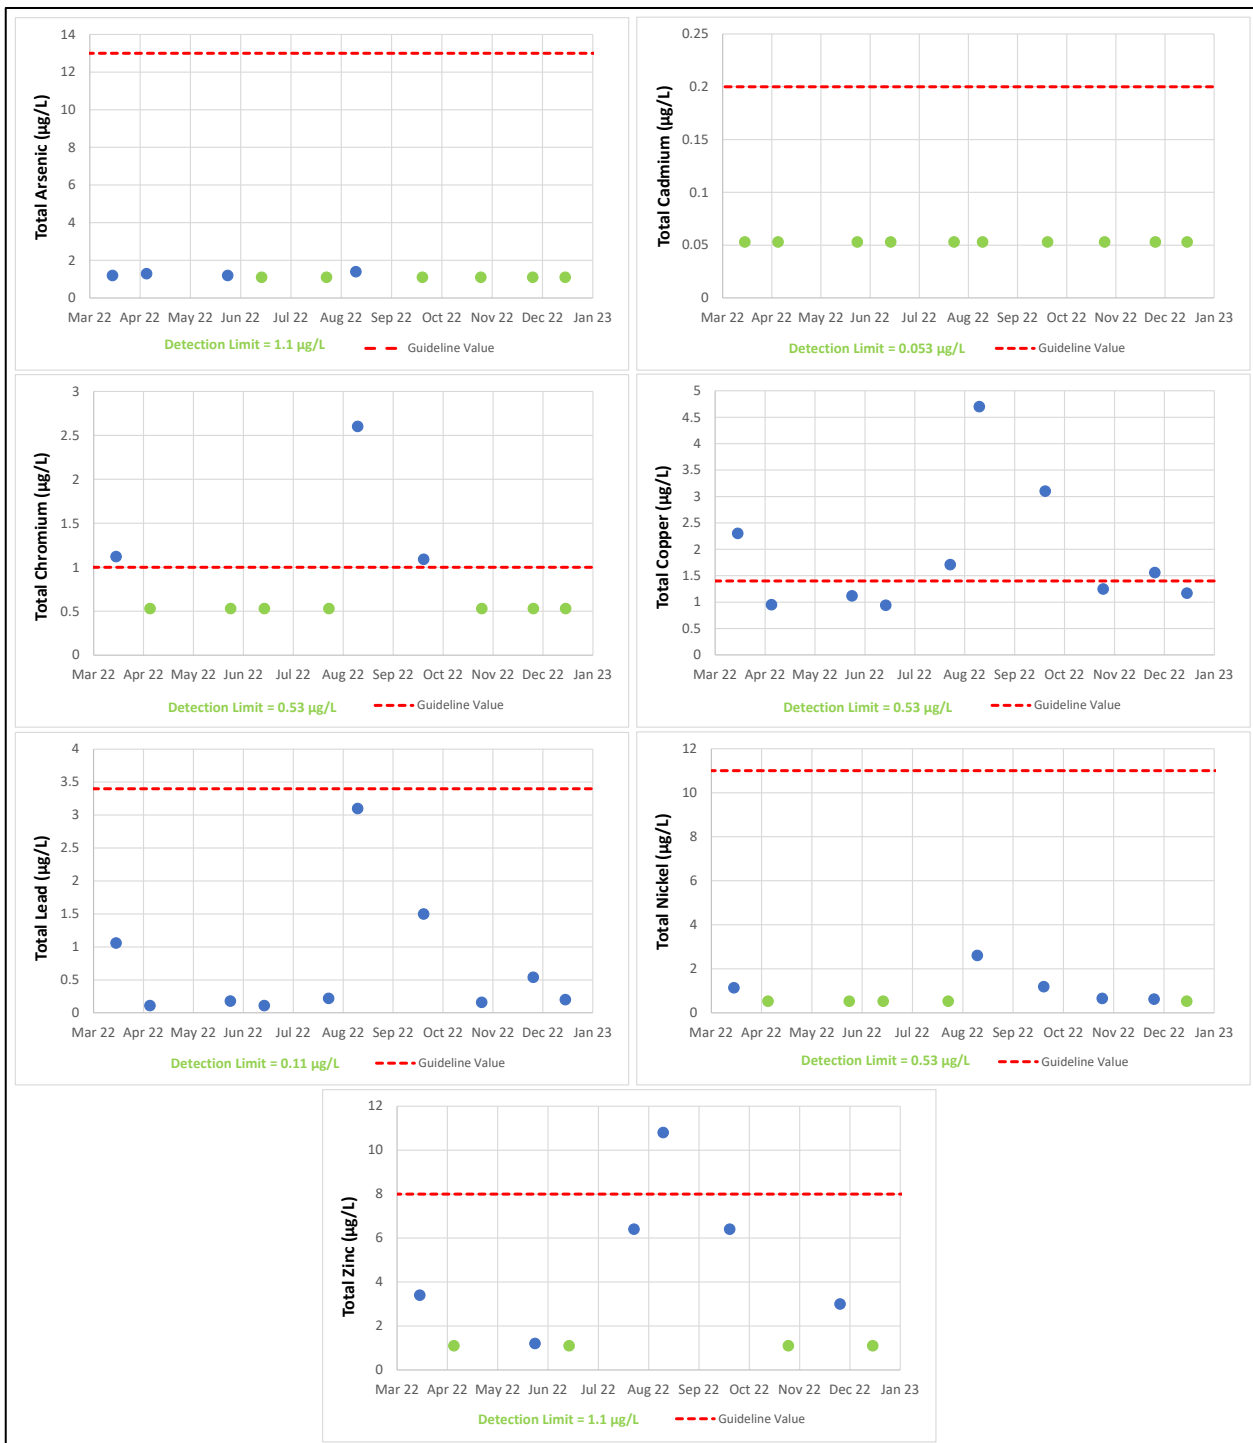 Total Arsenic (µg/L)
14
12
10
8
6
4
2
0
Mar 22 Apr 22 May 22 Jun 22 Jul 22 Aug 22 Sep 22 Oct 22 Nov 22 Dec 22 Jan 23
Detection Limit = 1.1 µg/L Guideline Value
Total Cadmium (µg/L)
0.25
0.2
0.15
0.1
0.05
0
Mar 22 Apr 22 May 22 Jun 22 Jul 22 Aug 22 Sep 22 Oct 22 Nov 22 Dec 22 Jan 23
Detection Limit = 0.053 µg/L Guideline Value
Total Chromium (µg/L)
3
2.5
2
1.5
1
0.5
0
Mar 22 Apr 22 May 22 Jun 22 Jul 22 Aug 22 Sep 22 Oct 22 Nov 22 Dec 22 Jan 23
Detection Limit = 0.53 µg/L Guideline Value
Total Copper (µg/L)
5
4.5
4
3.5
3
2.5
2
1.5
1
0.5
0
Mar 22 Apr 22 May 22 Jun 22 Jul 22 Aug 22 Sep 22 Oct 22 Nov 22 Dec 22 Jan 23
Detection Limit = 0.53 µg/L Guideline Value
Total Lead (µg/L)
4
3.5
3
2.5
2
1.5
1
0.5
0
Mar 22 Apr 22 May 22 Jun 22 Jul 22 Aug 22 Sep 22 Oct 22 Nov 22 Dec 22 Jan 23
Detection Limit = 0.11 µg/L Guideline Value
Total Nickel (µg/L)
12
10
8
6
4
2
0
Mar 22 Apr 22 May 22 Jun 22 Jul 22 Aug 22 Sep 22 Oct 22 Nov 22 Dec 22 Jan 23
Detection Limit = 0.53 µg/L Guideline Value
Total Zinc (µg/L)
12
10
8
6
4
2
0
Mar 22 Apr 22 May 22 Jun 22 Jul 22 Aug 22 Sep 22 Oct 22 Nov 22 Dec 22 Jan 23
Detection Limit = 1.1 µg/L Guideline Value